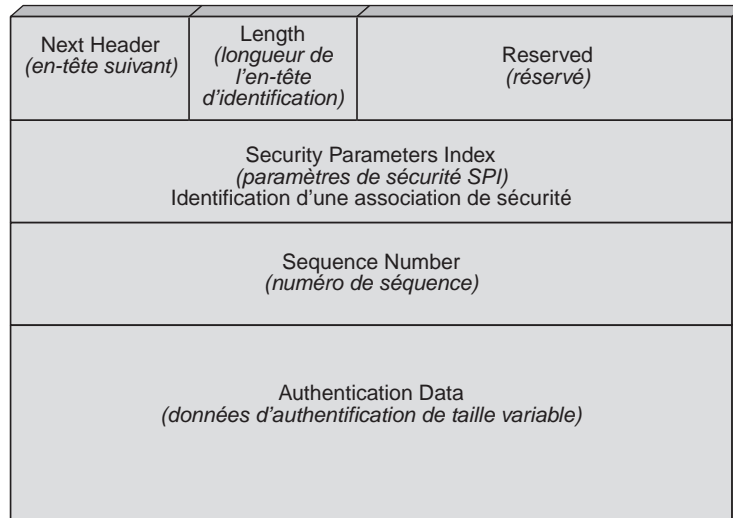 Next Header
(en-tête suivant)
Length
(longueur de
l’en-tête
d’identification)
Reserved
(réservé)
Security Parameters Index
(paramètres de sécurité SPI)
Identification d’une association de sécurité
Sequence Number
(numéro de séquence)
Authentication Data
(données d’authentification de taille variable)